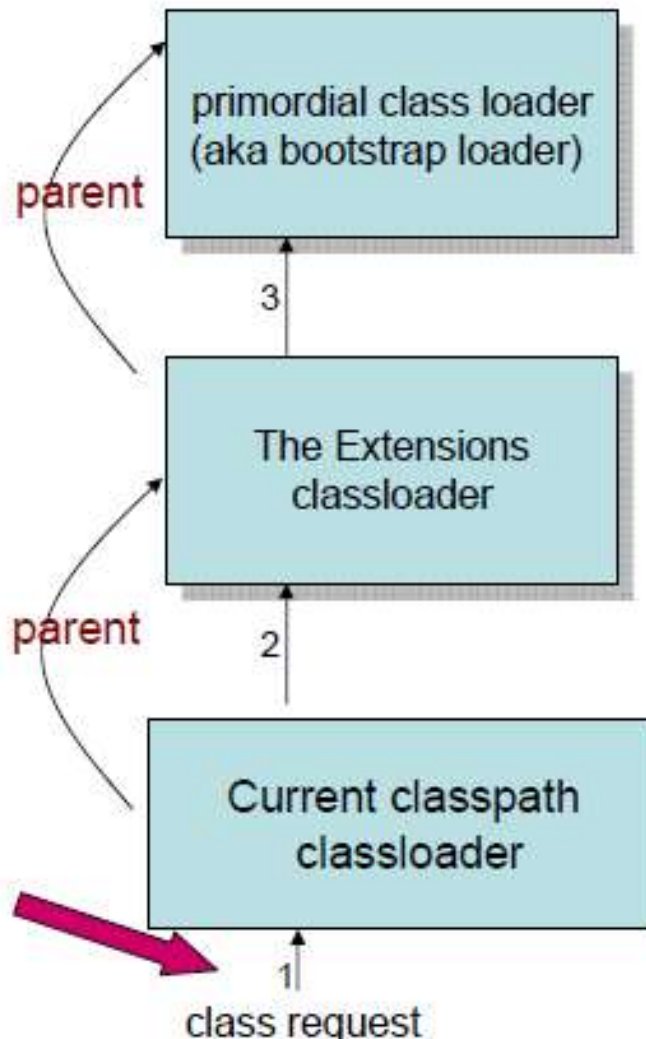 primordial class loader
(aka bootstrap loader)
parent
3
The Extensions
classloader
parent
2
Current classpath
classloader
1
class request